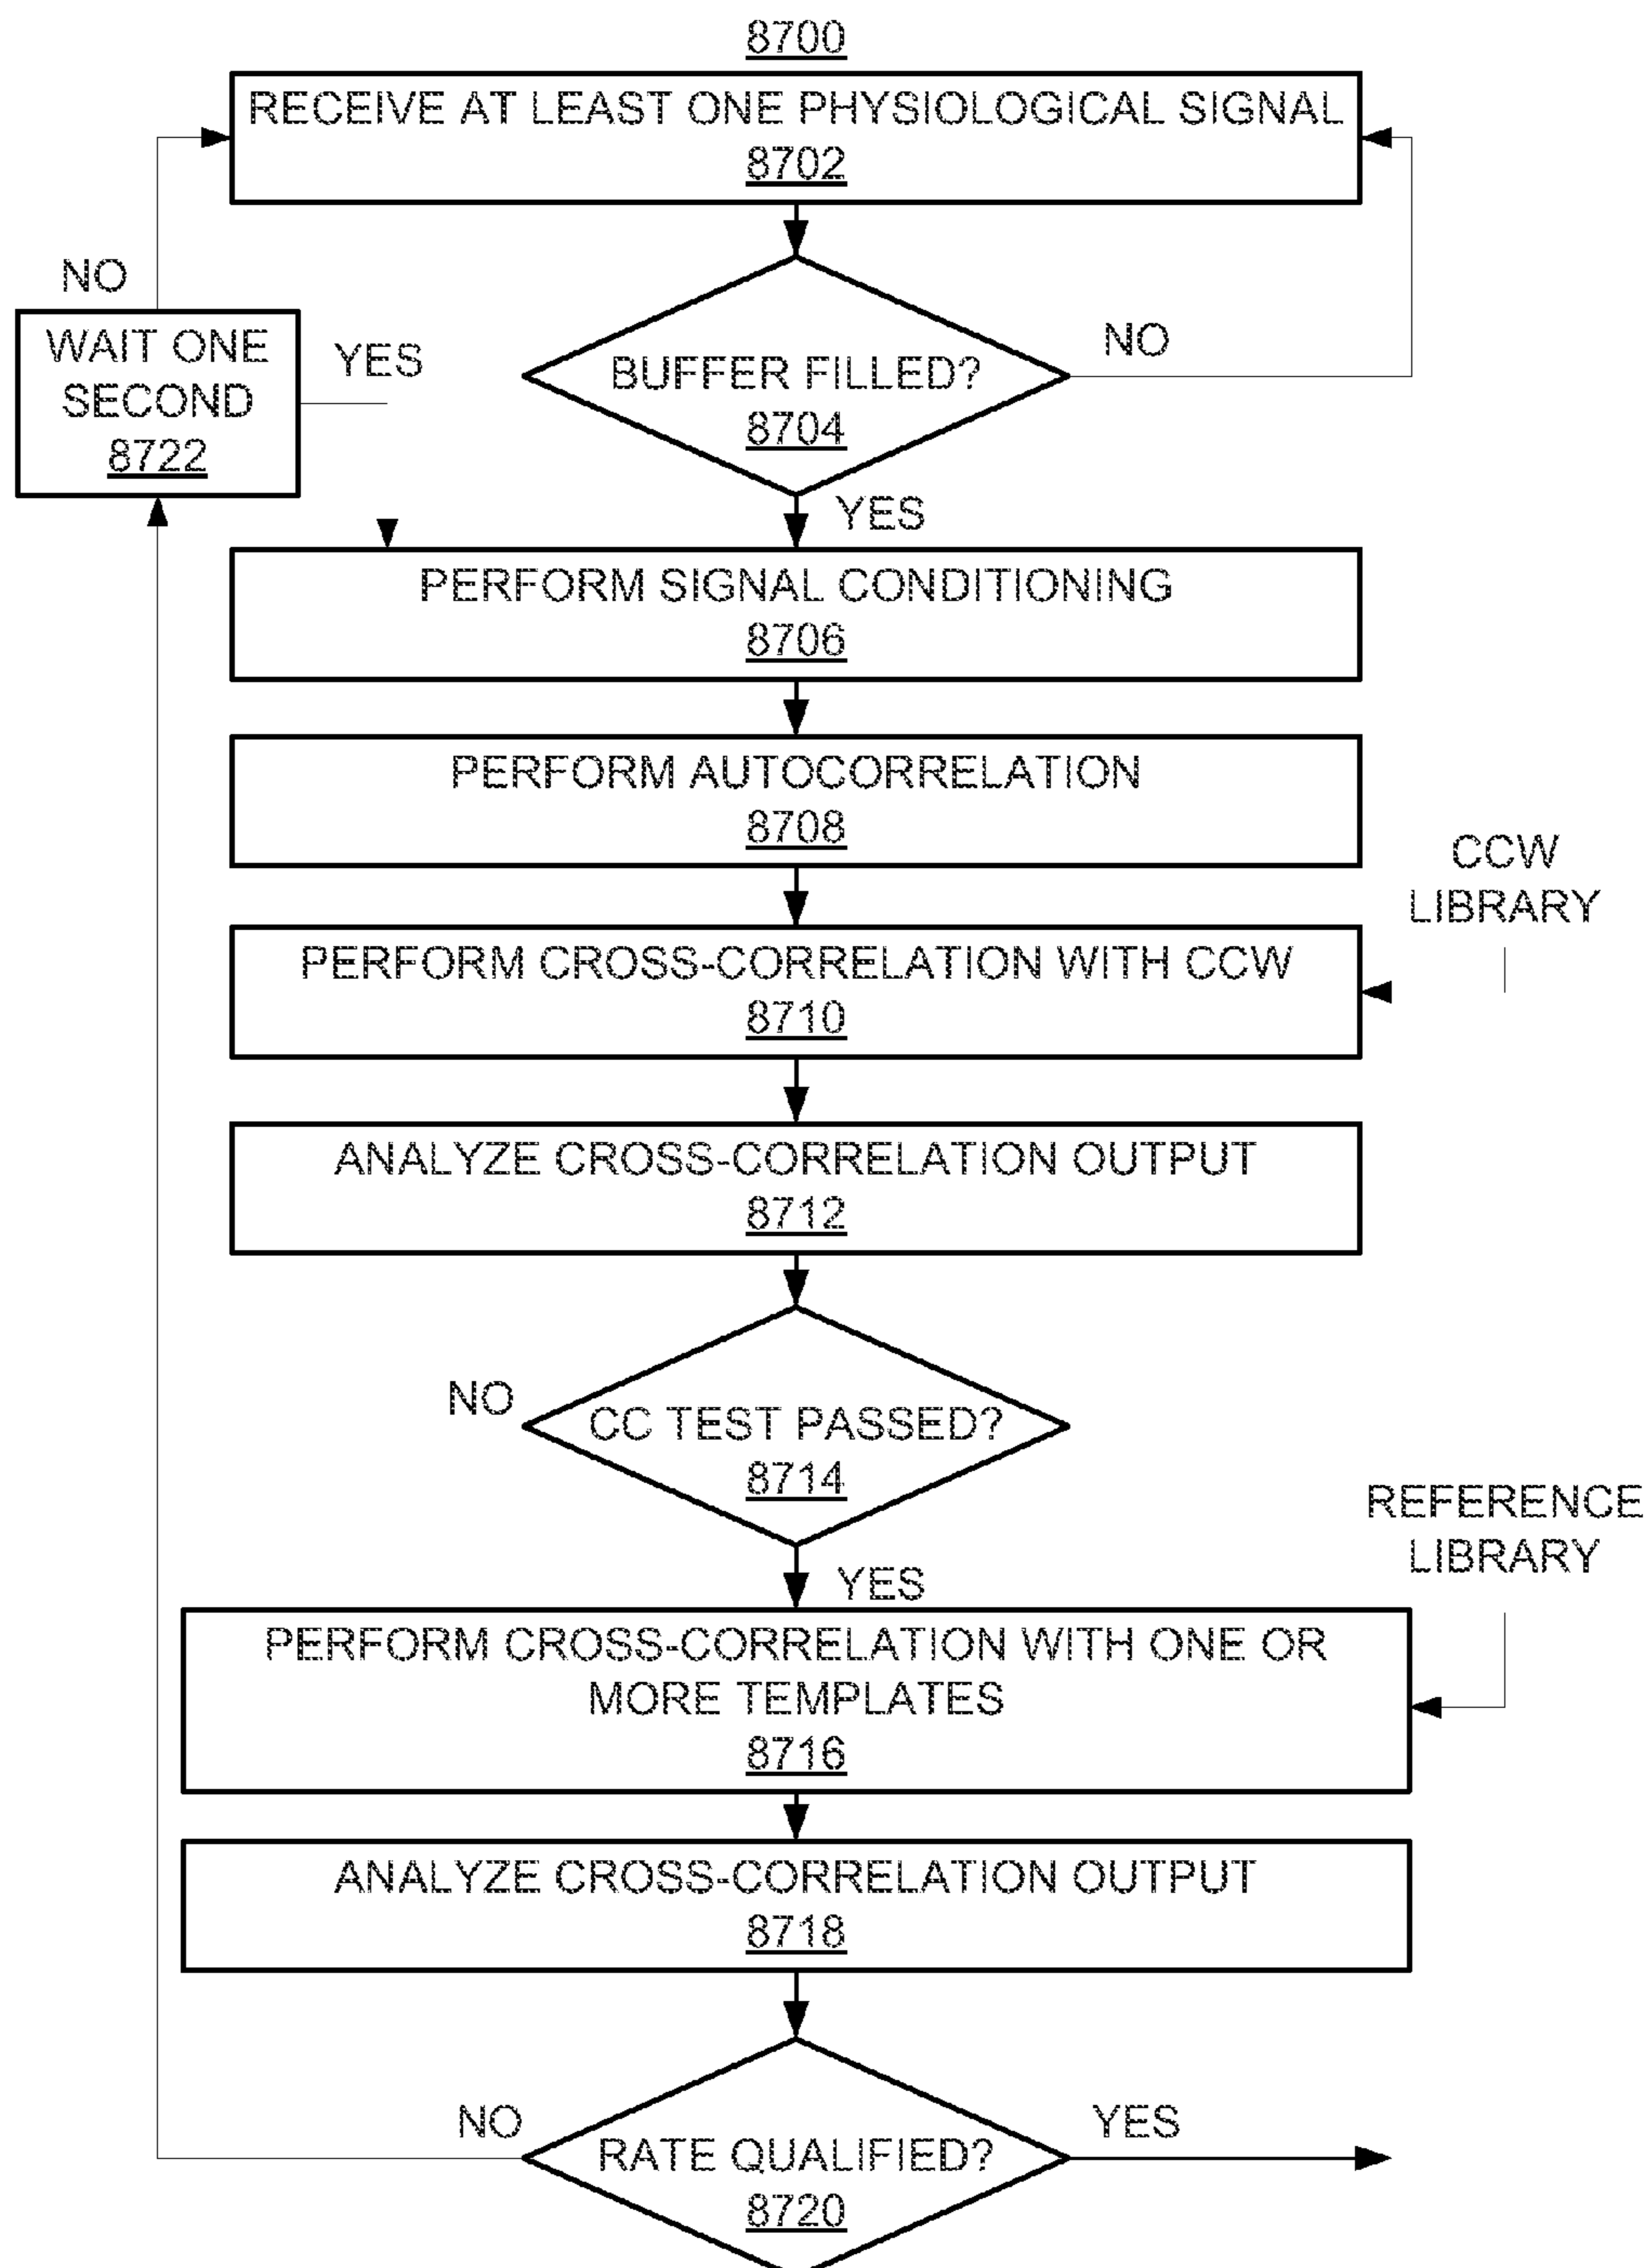 8700
RECEIVE AT LEAST ONE PHYSIOLOGICAL SIGNAL
8702
NO
WAIT ONE
SECOND
8722
YES
BUFFER FILLED?
8704
NO
YES
PERFORM SIGNAL CONDITIONING
8706
PERFORM AUTOCORRELATION
8708
CCW
LIBRARY
PERFORM CROSS-CORRELATION WITH CCW
8710
ANALYZE CROSS-CORRELATION OUTPUT
8712
NO
CC TEST PASSED?
8714
YES
REFERENCE
LIBRARY
PERFORM CROSS-CORRELATION WITH ONE OR
MORE TEMPLATES
8716
ANALYZE CROSS-CORRELATION OUTPUT
8718
NO
RATE QUALIFIED?
8720
YES